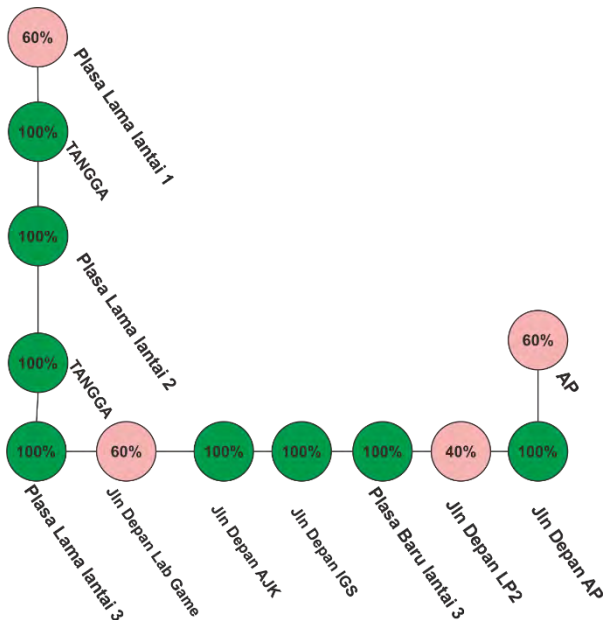 60%
Plasa Lama lantai 1
100%
TANGGA
100%
Plasa Lama lantai 2
100%
TANGGA
60%
AP
100%
60%
100%
100%
100%
40%
100%
Plasa Lama lantai 3
Jln Depan Lab Game
Jln Depan AJK
Jln Depan IGS
Plasa Baru lantai 3
Jln Depan LP2
Jln Depan AP